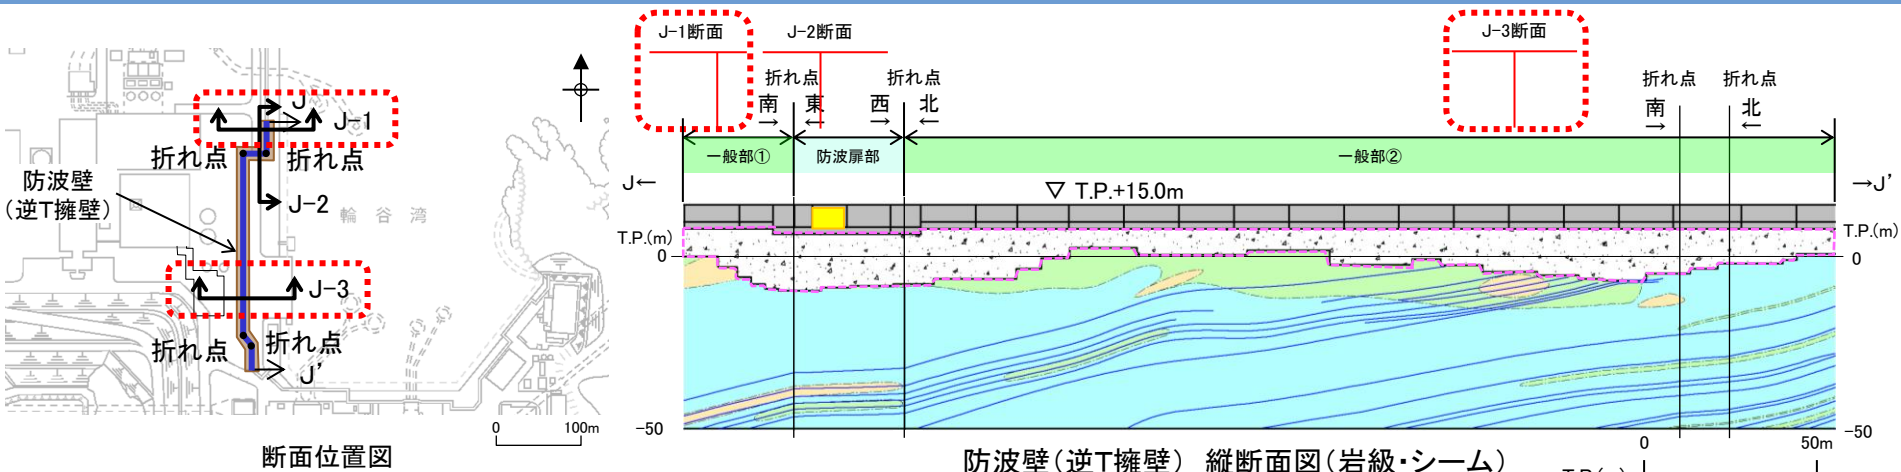 J
J-1
折れ点
折れ点
防波壁
(逆T擁壁)
J-2
輪谷湾
J-3
折れ点
折れ点
J'
0
100m
断面位置図
J-1断面
J-2断面
J-3断面
折れ点
折れ点
折れ点
折れ点
南
→
東
←
西
→
北
←
南
→
北
←
一般部①
防波扉部
一般部②
J←
→J'
▽ T.P.+15.0m
T.P.(m)
T.P.(m)
0
0
-50
-50
0
50m
防波壁(逆T擁壁) 縦断面図(岩級・シーム)
T.P.(m)